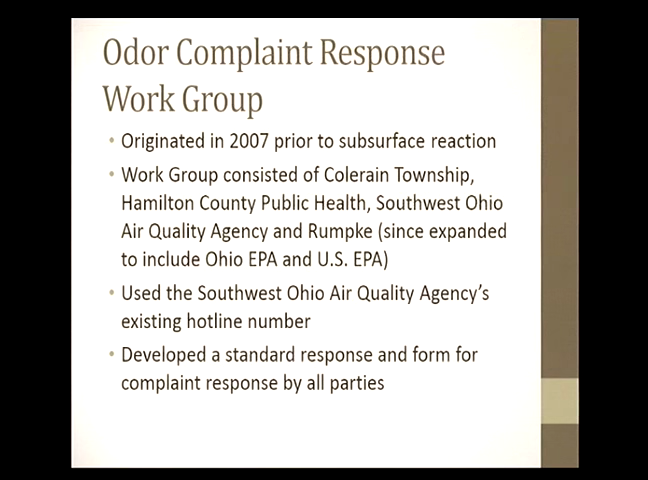 Odor Complaint Response
Work Group
• Originated in 2007 prior to subsurface reaction
• Work Group consisted of Colerain Township,
Hamilton County Public Health, Southwest Ohio
Air Quality Agency and Rumpke (since expanded
to include Ohio EPA and U.S. EPA)
• Used the Southwest Ohio Air Quality Agency's
existing hotline number
• Developed a standard response and form for
complaint response by all parties